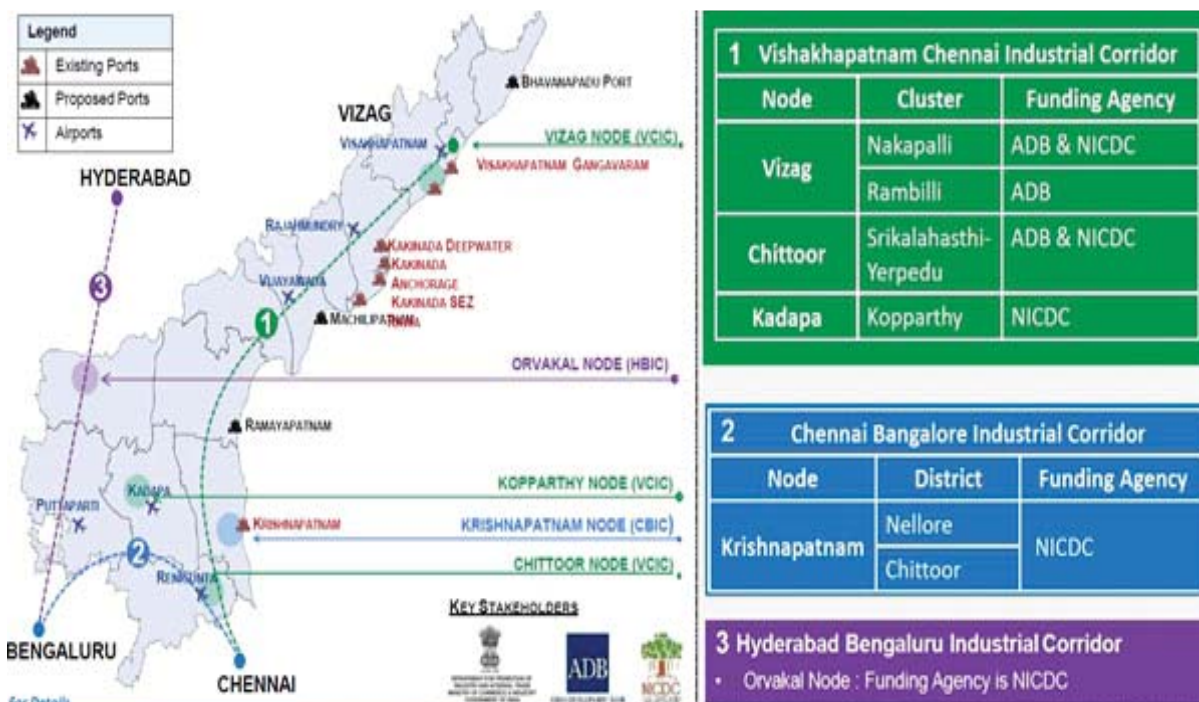 Legend
Existing Ports
Proposed Ports
Airports
HYDERABAD
VIZAG
VISAKHAPATNAM
BHAVANAPADU PORT
VIZAG NODE (VCIC)
VISAKHAPATNAM GANGAVARAM
RAJAHMUNDRY
KAKINADA DEEPWATER
KAKINADA
ANCHORAGE
KAKINADA SEZ
MACHILIPATNAM
3
1
ORVAKAL NODE (HBIC)
RAMAYAPATNAM
KOPPARTHY NODE (VCIC)
KADAPA
PUTTAPARTI
KRISHNAPATNAM
KRISHNAPATNAM NODE (CBIC)
2
CHITTOOR NODE (VCIC)
RENIGUNTA
BENGALURU
CHENNAI
KEY STAKEHOLDERS
ADB
NICDC
1 Vishakhapatnam Chennai Industrial Corridor
Node Cluster Funding Agency
Vizag Nakapalli ADB & NICDC
Rambilli ADB
Chittoor Srikalahasthi-
Yerpedu ADB & NICDC
Kadapa Kopparthy NICDC
2 Chennai Bangalore Industrial Corridor
Node District Funding Agency
Krishnapatnam Nellore NICDC
Chittoor
3 Hyderabad Bengaluru Industrial Corridor
• Orvakal Node : Funding Agency is NICDC